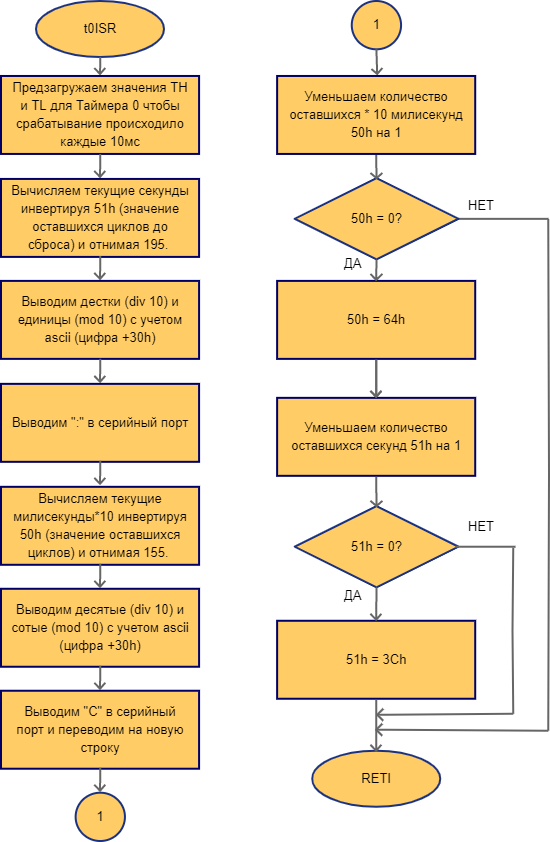 t0ISR
Предзагружаем значения TH
и TL для Таймера 0 чтобы
срабатывание происходило
каждые 10мс
Вычисляем текущие секунды
инвертируя 51h (значение
оставшихся циклов до
сброса) и отнимая 195.
Выводим дестки (div 10) и
единицы (mod 10) с учетом
ascii (цифра +30h)
Выводим ":" в серийный порт
Вычисляем текущие
милисекунды*10 инвертируя
50h (значение оставшихся
циклов) и отнимая 155.
Выводим десятые (div 10) и
сотые (mod 10) с учетом ascii
(цифра +30h)
Выводим "C" в серийный
порт и переводим на новую
строку
1
1
Уменьшаем количество
оставшихся * 10 милисекунд
50h на 1
50h = 0?
НЕТ
ДА
50h = 64h
Уменьшаем количество
оставшихся секунд 51h на 1
51h = 0?
НЕТ
ДА
51h = 3Ch
RETI